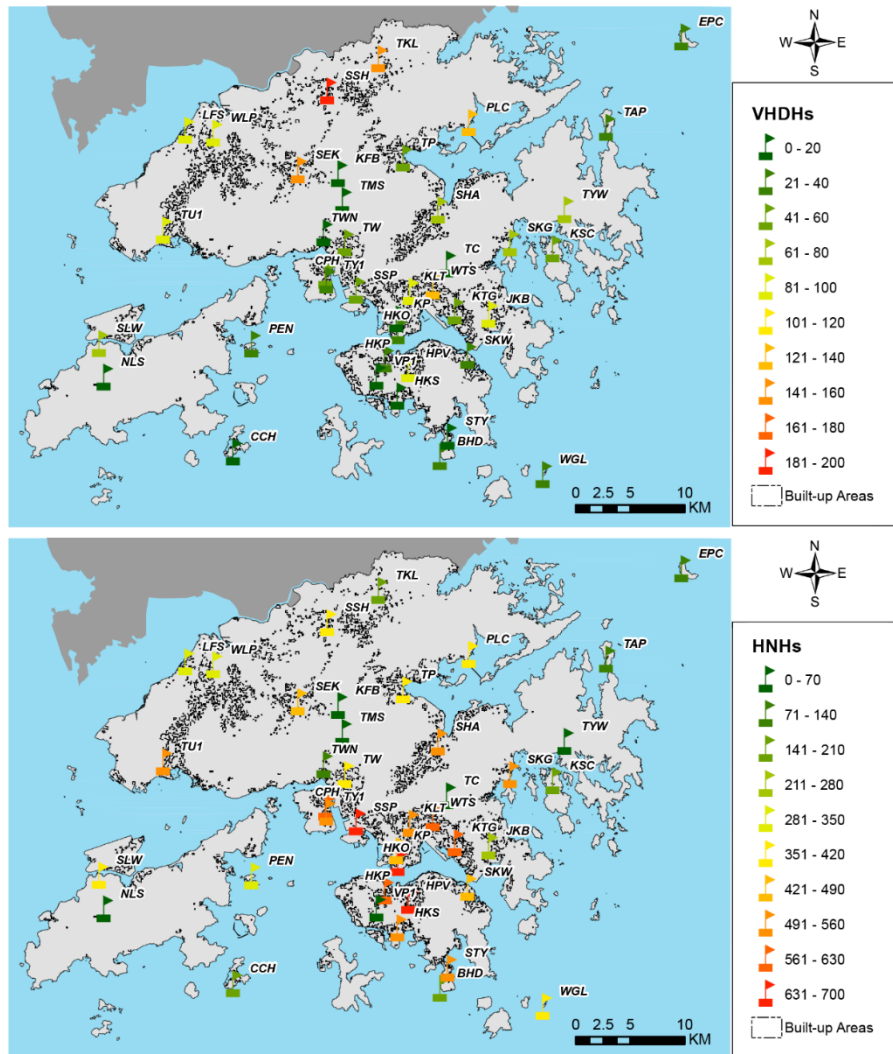 EPC
N
TKL
W E
SSH
S
PLC
VHDHs
LFS WLP
TAP
TP
0 - 20
SEK KFB
21 - 40
TMS
SHA
TYW
41 - 60
TU1
TWN TW
TC
SKG KSC
61 - 80
CPH TY1
SSP KLT WTS
81 - 100
KP
KTG JKB
101 - 120
SLW
PEN
HKO
SKW
121 - 140
NLS
HKP VP1 HPV
141 - 160
HKS
161 - 180
STY
CCH
BHD
181 - 200
WGL
Built-up Areas
0 2.5 5 10
KM
EPC
N
TKL
W E
SSH
S
PLC
HNHs
LFS WLP
TAP
TP
0 - 70
SEK KFB
71 - 140
TMS
SHA
TYW
141 - 210
TU1
TWN TW
TC
SKG KSC
211 - 280
CPH TY1
SSP KLT WTS
281 - 350
KP
KTG JKB
351 - 420
SLW
PEN
HKO
SKW
421 - 490
NLS
HKP VP1 HPV
491 - 560
HKS
561 - 630
STY
CCH
BHD
631 - 700
WGL
Built-up Areas
0 2.5 5 10
KM